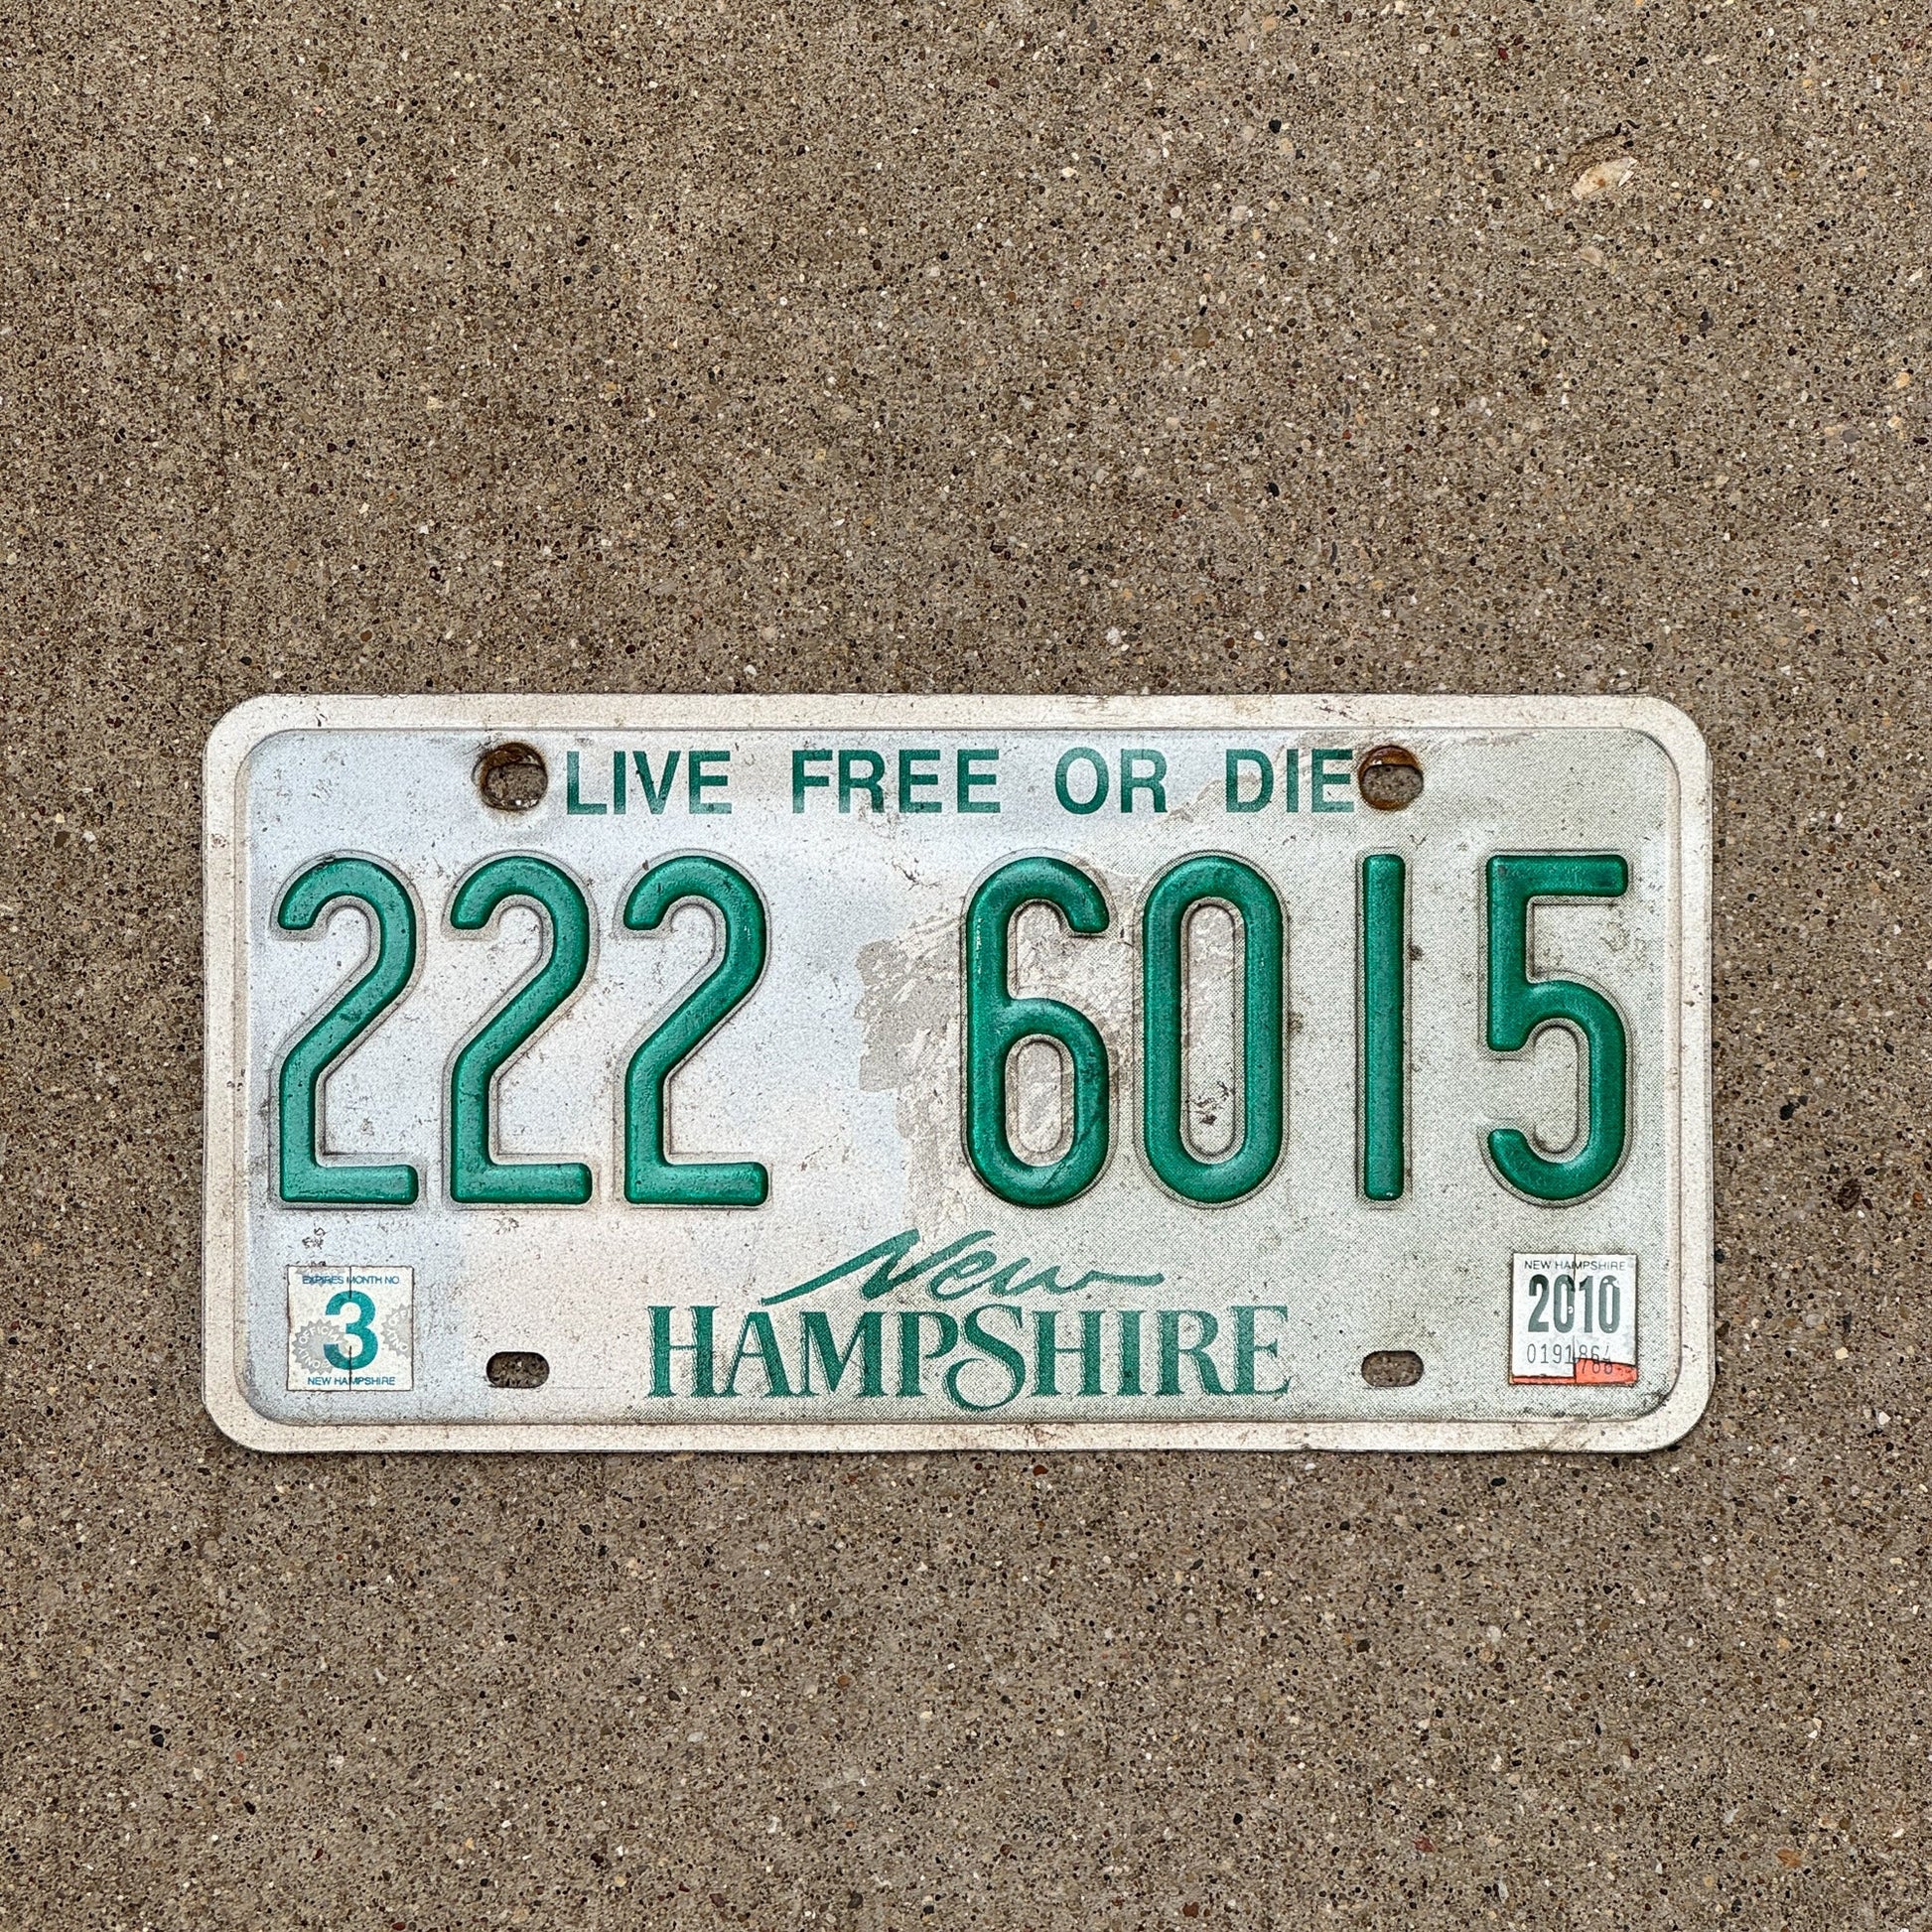 LIVE FREE OR DIE
222 6015
New
HAMPSHIRE
EXPIRES MONTH NO.
3
NEW HAMPSHIRE
NEW HAMPSHIRE
2010